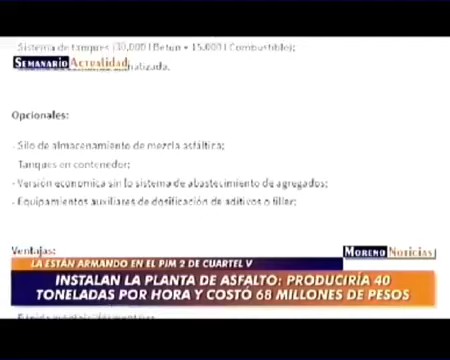 Sistema de tanques (30,000 l Betun + 15,000 l Combustible);
SEMANARIO Actualidad
Opcionales:
- Silo de almacenamiento de mezcla asfáltica;
Tanques en contenedor;
- Versión economica sin lo sistema de abastecimiento de agregados;
- Equipamientos auxiliares de dosificación de aditivos o filler;
Ventajas:
MORENO Noticias
LA ESTÁN ARMANDO EN EL PIM 2 DE CUARTEL V
INSTALAN LA PLANTA DE ASFALTO: PRODUCIRÍA 40
TONELADAS POR HORA Y COSTÓ 68 MILLONES DE PESOS